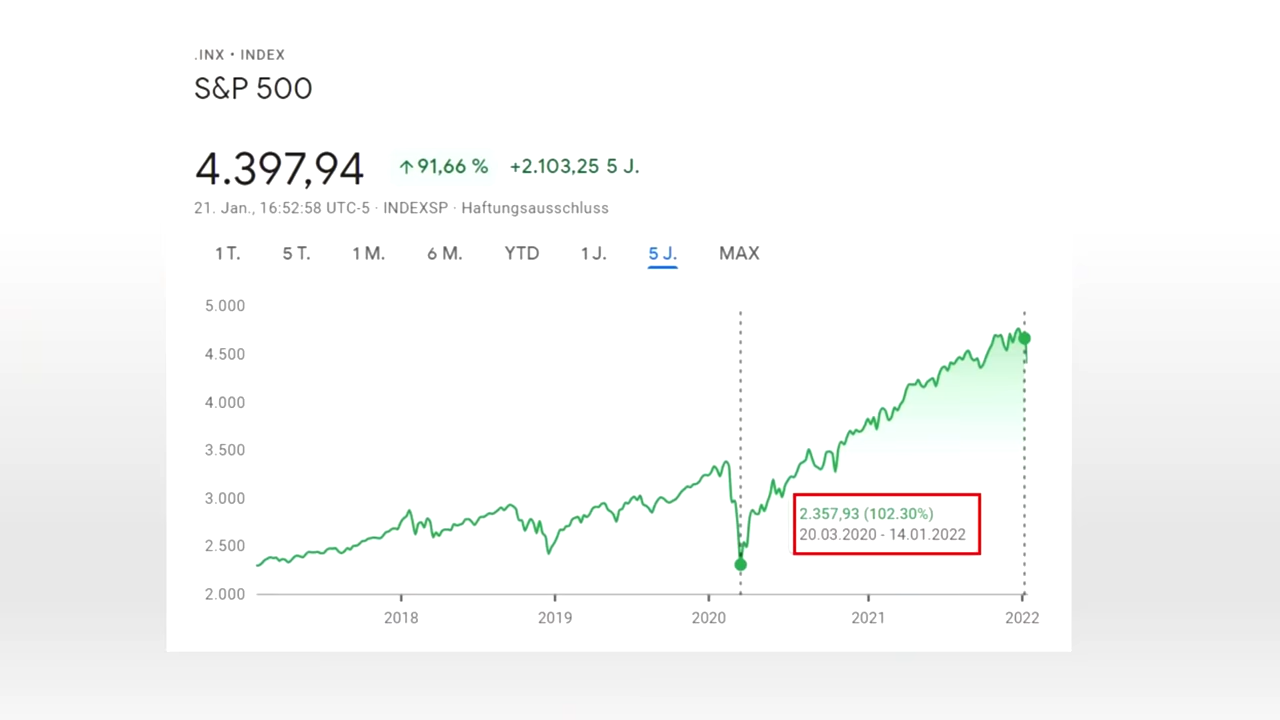 .INX • INDEX
S&P 500
4.397,94 ↑ 91,66 % +2.103,25 5 J.
21. Jan., 16:52:58 UTC-5 · INDEXSP · Haftungsausschluss
1 T. 5 T. 1 M. 6 M. YTD 1 J. 5 J. MAX
5.000
4.500
4.000
3.500
3.000
2.500
2.000
2.357,93 (102.30%)
20.03.2020 - 14.01.2022
2018 2019 2020 2021 2022